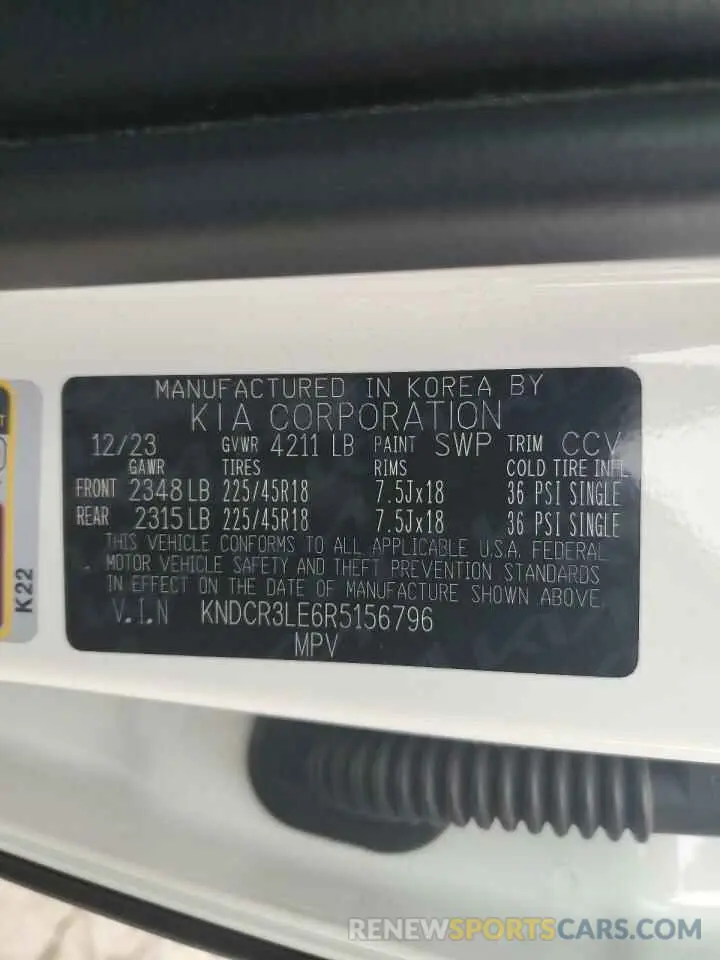 MANUFACTURED IN KOREA BY
KIA CORPORATION
12/23 GVWR 4211 LB PAINT SWP TRIM CCV
GAWR TIRES RIMS COLD TIRE INFL
FRONT 2348 LB 225/45R18 7.5Jx18 36 PSI SINGLE
REAR 2315 LB 225/45R18 7.5Jx18 36 PSI SINGLE
THIS VEHICLE CONFORMS TO ALL APPLICABLE U.S.A. FEDERAL
MOTOR VEHICLE SAFETY AND THEFT PREVENTION STANDARDS
IN EFFECT ON THE DATE OF MANUFACTURE SHOWN ABOVE
V.I.N KNDCR3LE6R5156796
MPV
K22
RENEWSPORTSCARS.COM